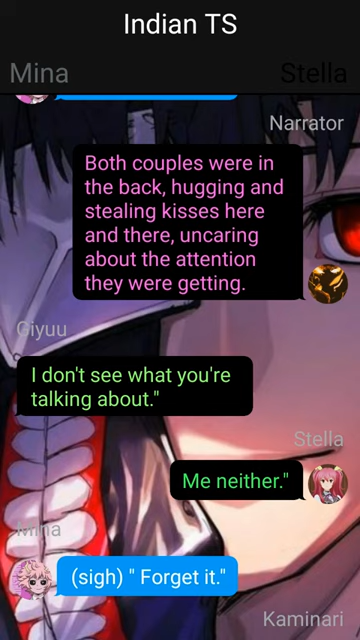 Indian TS
Mina
Stella
Narrator
Both couples were in
the back, hugging and
stealing kisses here
and there, uncaring
about the attention
they were getting.
Giyuu
I don't see what you're
talking about."
Stella
Me neither."
Mina
(sigh) " Forget it."
Kaminari